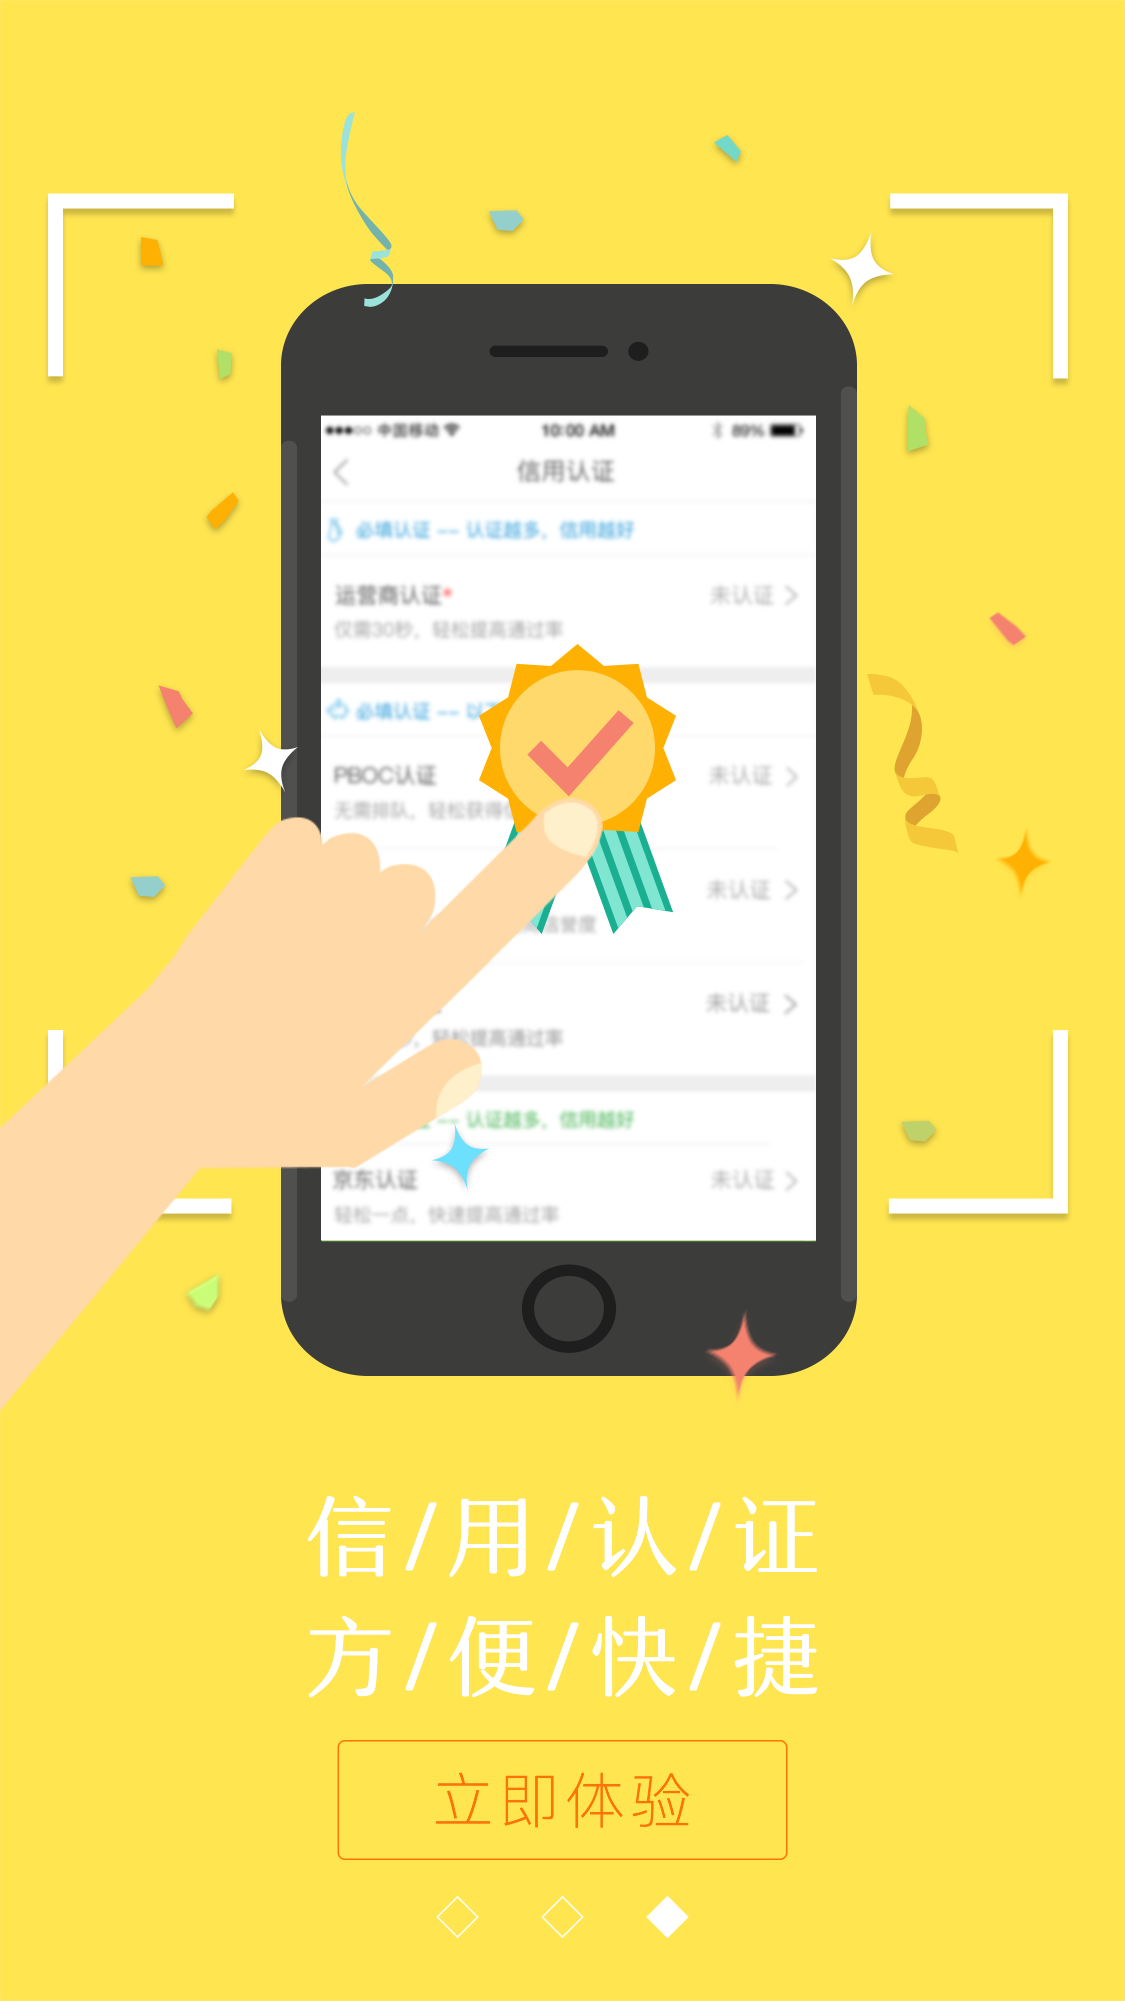 中国移动 10:00 AM 89%
信用认证
必填认证 -- 认证越多，信用越好
运营商认证* 未认证
仅需30秒，轻松提高通过率
必填认证 -- 以
PBOC认证 未认证
无需排队，轻松获得
未认证
信誉度
未认证
轻松提高通过率
-- 认证越多，信用越好
京东认证 未认证
轻松一点，快速提高通过率
信/用/认/证
方/便/快/捷
立即体验